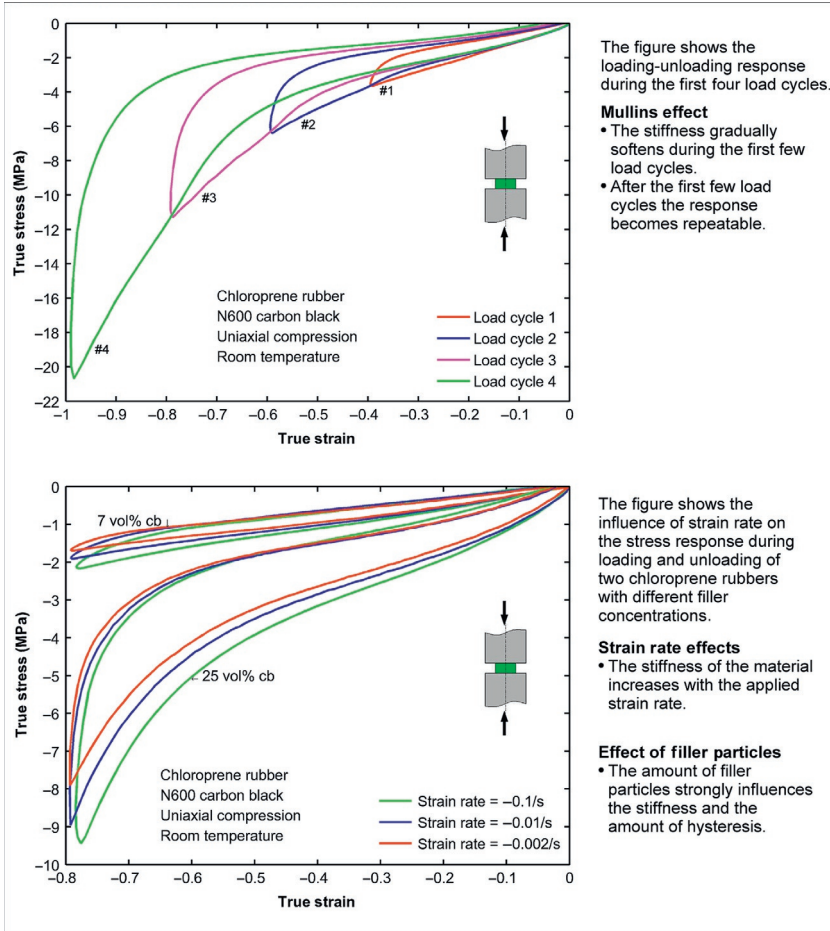 0
−2
−4
−6
−8
−10
−12
−14
−16
−18
−20
−22
True stress (MPa)
#1
#2
#3
#4
Chloroprene rubber
N600 carbon black
Uniaxial compression
Room temperature
Load cycle 1
Load cycle 2
Load cycle 3
Load cycle 4
−1 −0.9 −0.8 −0.7 −0.6 −0.5 −0.4 −0.3 −0.2 −0.1 0
True strain
The figure shows the
loading-unloading response
during the first four load cycles.
Mullins effect
• The stiffness gradually
softens during the first few
load cycles.
• After the first few load
cycles the response
becomes repeatable.
0
−1
−2
−3
−4
−5
−6
−7
−8
−9
−10
True stress (MPa)
7 vol% cb
25 vol% cb
Chloroprene rubber
N600 carbon black
Uniaxial compression
Room temperature
Strain rate = −0.1/s
Strain rate = −0.01/s
Strain rate = −0.002/s
−0.8 −0.7 −0.6 −0.5 −0.4 −0.3 −0.2 −0.1 0
True strain
The figure shows the
influence of strain rate on
the stress response during
loading and unloading of
two chloroprene rubbers
with different filler
concentrations.
Strain rate effects
• The stiffness of the material
increases with the applied
strain rate.
Effect of filler particles
• The amount of filler
particles strongly influences
the stiffness and the
amount of hysteresis.